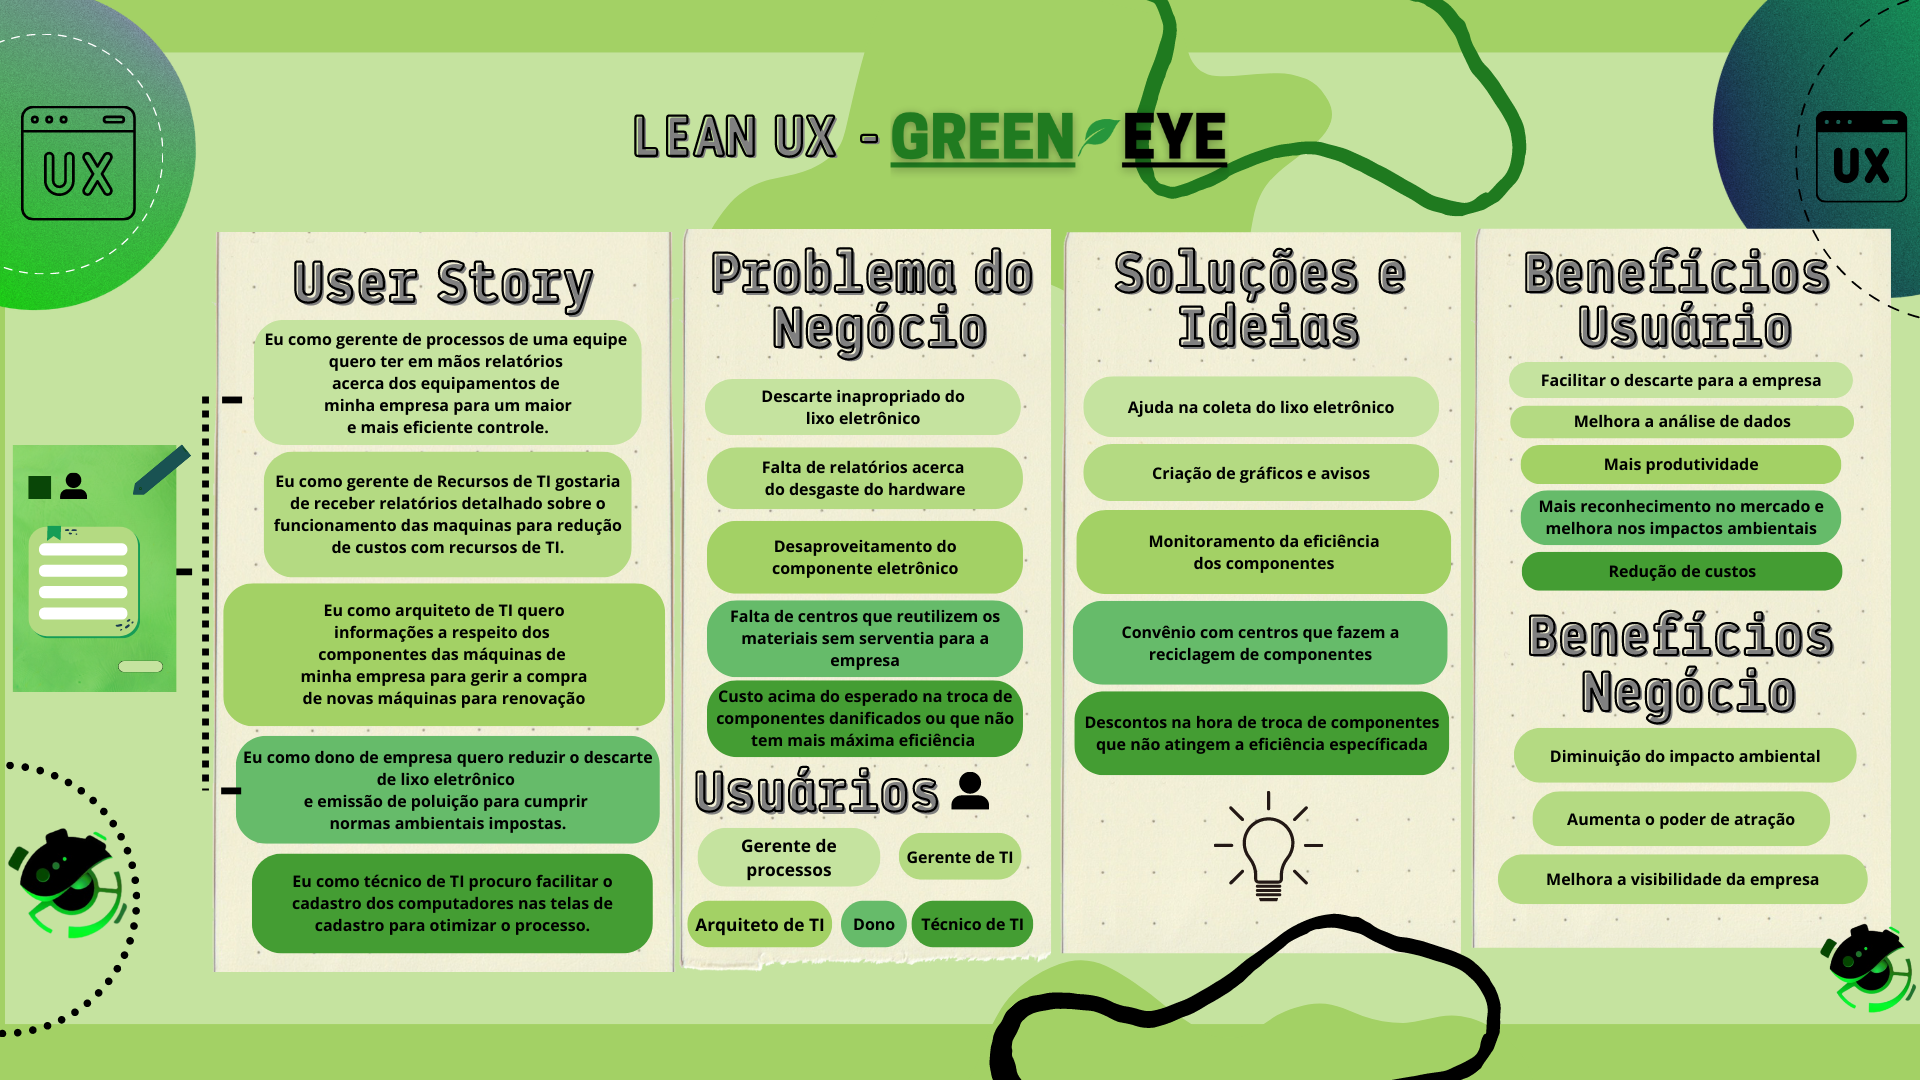 UX
UX
LEAN UX - GREEN EYE
User Story
Eu como gerente de processos de uma equipe
quero ter em mãos relatórios
acerca dos equipamentos de
minha empresa para um maior
e mais eficiente controle.
Eu como gerente de Recursos de TI gostaria
de receber relatórios detalhado sobre o
funcionamento das maquinas para redução
de custos com recursos de TI.
Eu como arquiteto de TI quero
informações a respeito dos
componentes das máquinas de
minha empresa para gerir a compra
de novas máquinas para renovação
Eu como dono de empresa quero reduzir o descarte
de lixo eletrônico
e emissão de poluição para cumprir
normas ambientais impostas.
Eu como técnico de TI procuro facilitar o
cadastro dos computadores nas telas de
cadastro para otimizar o processo.
Problema do
Negócio
Descarte inapropriado do
lixo eletrônico
Falta de relatórios acerca
do desgaste do hardware
Desaproveitamento do
componente eletrônico
Falta de centros que reutilizem os
materiais sem serventia para a
empresa
Custo acima do esperado na troca de
componentes danificados ou que não
tem mais máxima eficiência
Usuários
Gerente de
processos
Gerente de TI
Arquiteto de TI
Dono
Técnico de TI
Soluções e
Ideias
Ajuda na coleta do lixo eletrônico
Criação de gráficos e avisos
Monitoramento da eficiência
dos componentes
Convênio com centros que fazem a
reciclagem de componentes
Descontos na hora de troca de componentes
que não atingem a eficiência específicada
Benefícios
Usuário
Facilitar o descarte para a empresa
Melhora a análise de dados
Mais produtividade
Mais reconhecimento no mercado e
melhora nos impactos ambientais
Redução de custos
Benefícios
Negócio
Diminuição do impacto ambiental
Aumenta o poder de atração
Melhora a visibilidade da empresa